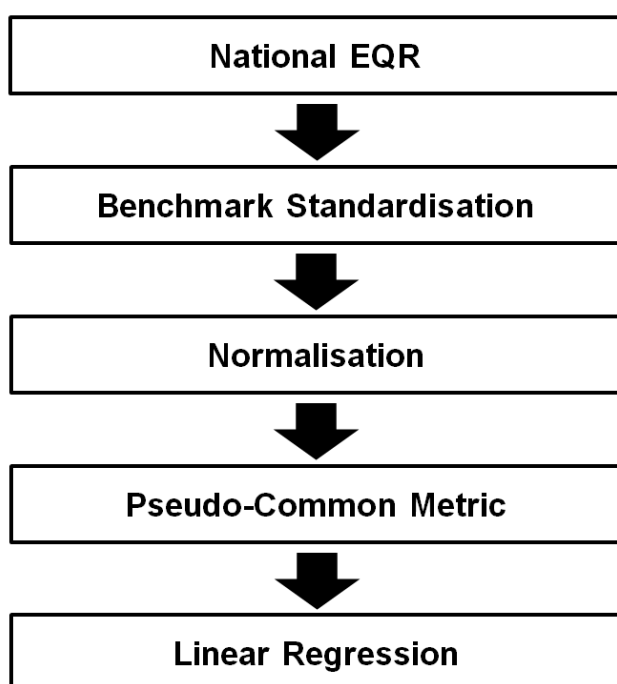 National EQR
Benchmark Standardisation
Normalisation
Pseudo-Common Metric
Linear Regression